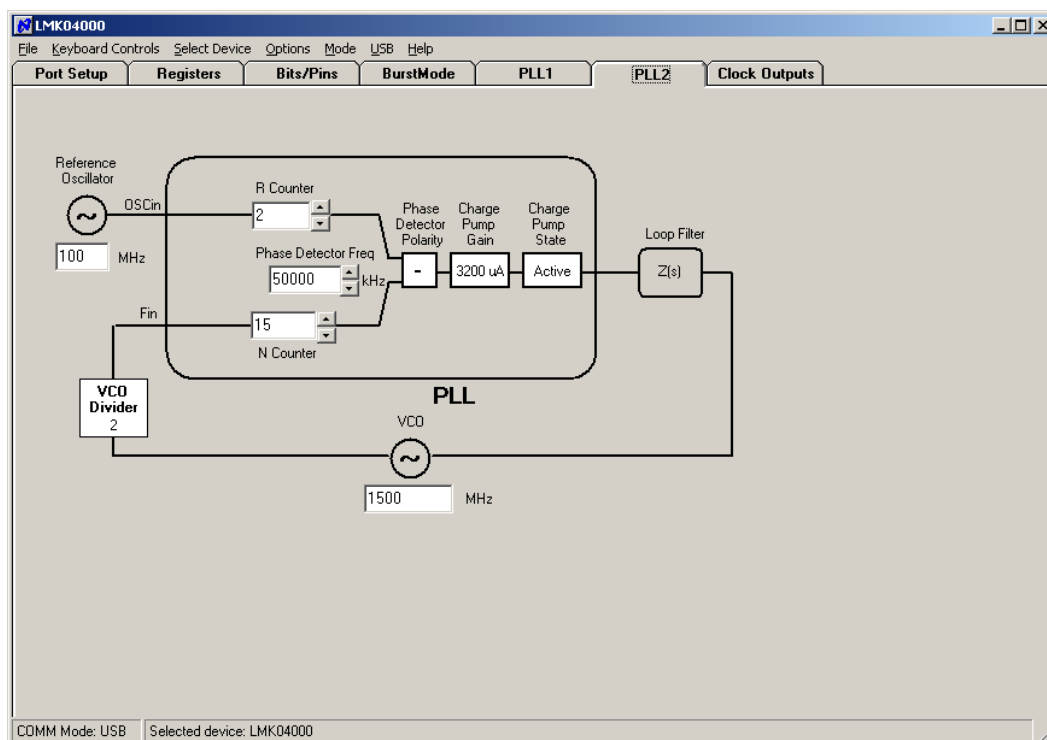 LMK04000
File Keyboard Controls Select Device Options Mode USB Help
Port Setup Registers Bits/Pins BurstMode PLL1 PLL2 Clock Outputs
Reference
Oscillator
OSCin
100 MHz
R Counter
2
Phase Detector Freq
50000 kHz
Fin
15
N Counter
Phase
Detector
Polarity
-
Charge
Pump
Gain
3200 uA
Charge
Pump
State
Active
Loop Filter
Z(s)
PLL
VCO
Divider
2
VCO
1500 MHz
COMM Mode: USB Selected device: LMK04000